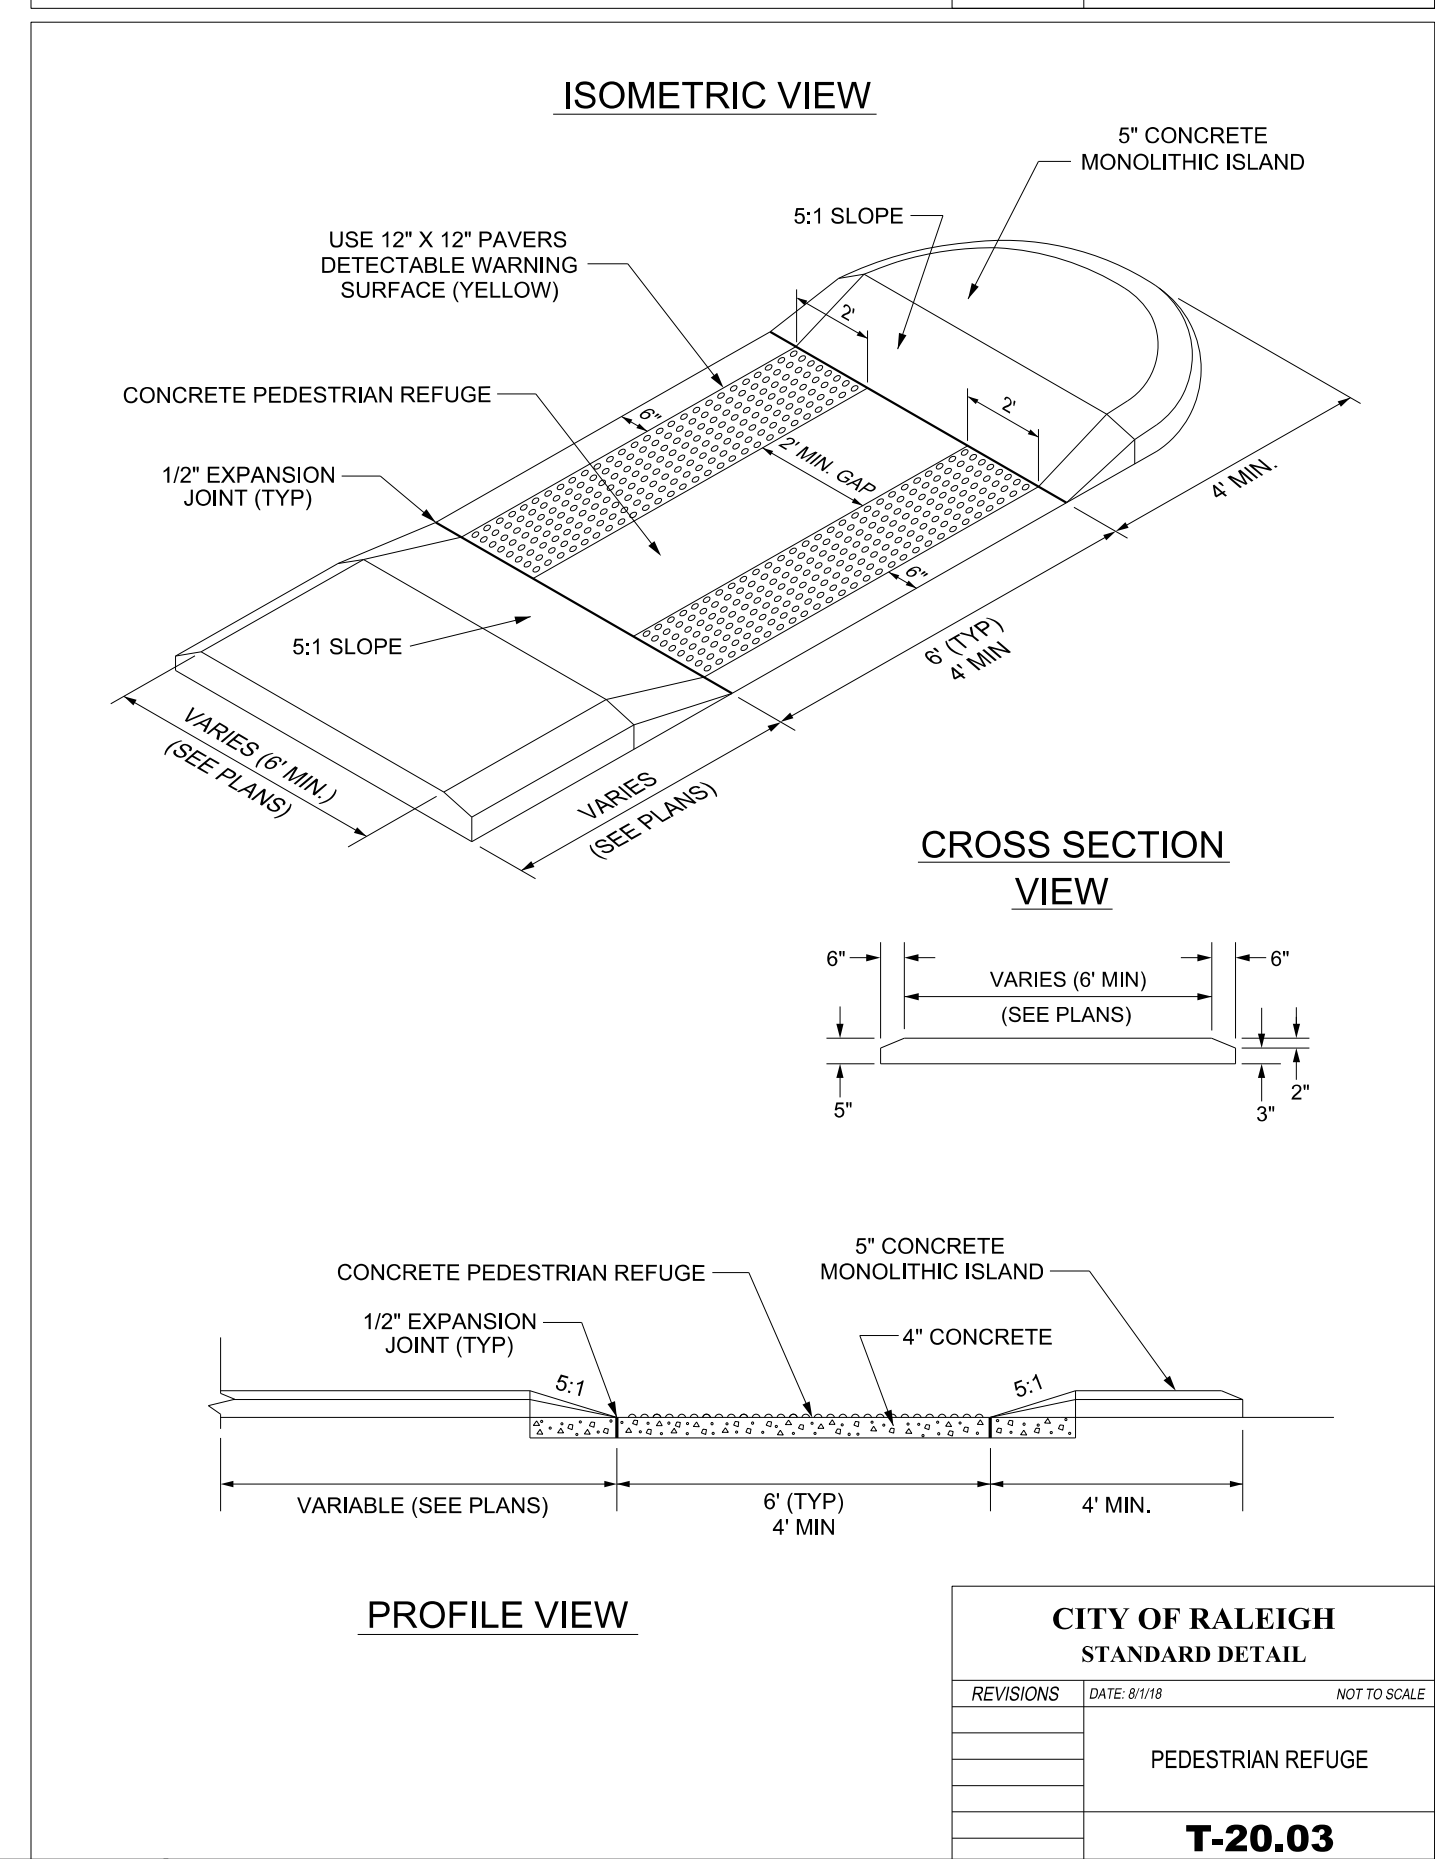 ISOMETRIC VIEW
5" CONCRETE
MONOLITHIC ISLAND
5:1 SLOPE
USE 12" X 12" PAVERS
DETECTABLE WARNING
SURFACE (YELLOW)
2'
CONCRETE PEDESTRIAN REFUGE
6"
2'
2' MIN. GAP
1/2" EXPANSION
JOINT (TYP)
4' MIN.
6"
5:1 SLOPE
6' (TYP)
4' MIN
VARIES (6' MIN.)
(SEE PLANS)
VARIES
(SEE PLANS)
CROSS SECTION
VIEW
6"
6"
VARIES (6' MIN)
(SEE PLANS)
5"
3"
2"
CONCRETE PEDESTRIAN REFUGE
5" CONCRETE
MONOLITHIC ISLAND
1/2" EXPANSION
JOINT (TYP)
4" CONCRETE
5:1
5:1
VARIABLE (SEE PLANS)
6' (TYP)
4' MIN
4' MIN.
PROFILE VIEW
CITY OF RALEIGH
STANDARD DETAIL
REVISIONS
DATE: 8/1/18
NOT TO SCALE
PEDESTRIAN REFUGE
T-20.03